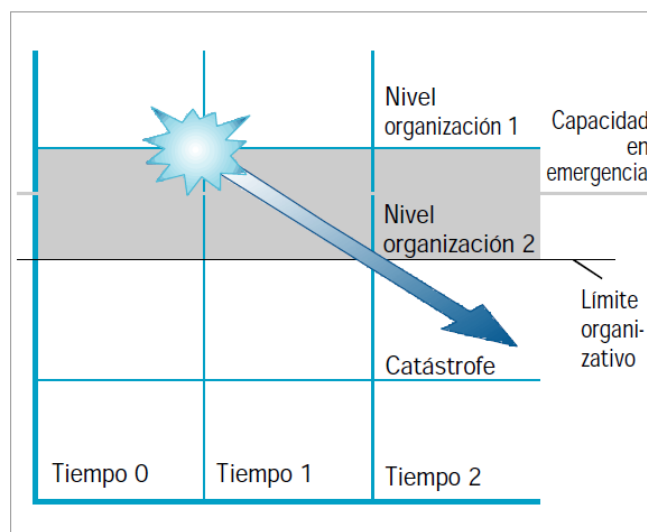 Nivel
organización 1
Capacidad
en
emergencia
Nivel
organización 2
Límite
organi-
zativo
Catástrofe
Tiempo 0
Tiempo 1
Tiempo 2